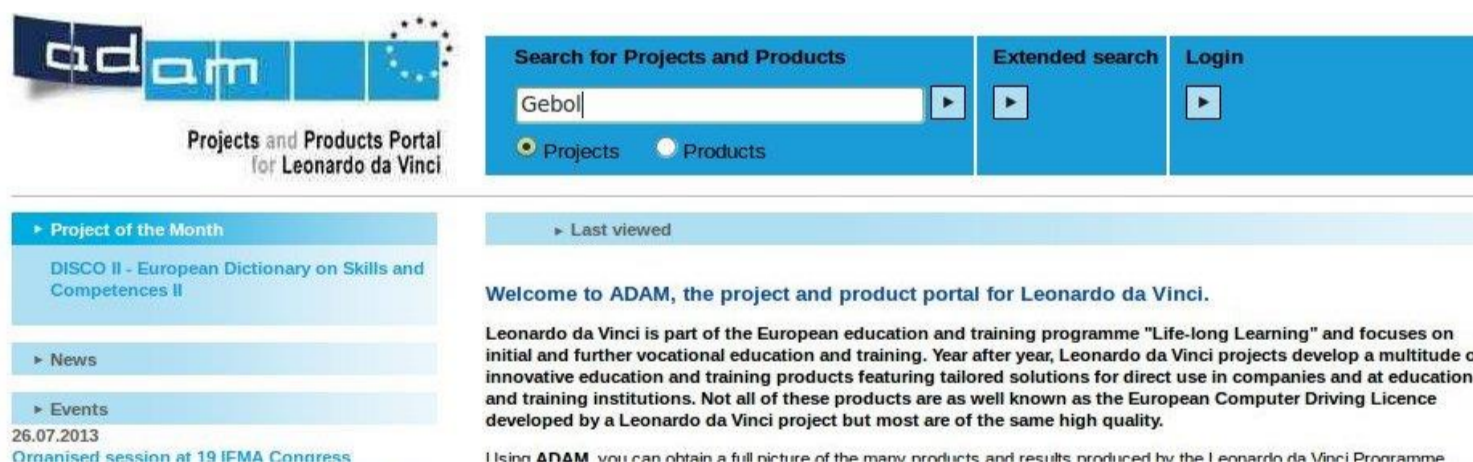 adam
Projects and Products Portal
for Leonardo da Vinci
Search for Projects and Products
Gebol
Projects Products
Extended search
Login
Project of the Month
DISCO II - European Dictionary on Skills and
Competences II
News
Events
26.07.2013
Organised session at 19 IFMA Congress
Last viewed
Welcome to ADAM, the project and product portal for Leonardo da Vinci.
Leonardo da Vinci is part of the European education and training programme "Life-long Learning" and focuses on
initial and further vocational education and training. Year after year, Leonardo da Vinci projects develop a multitude
innovative education and training products featuring tailored solutions for direct use in companies and at education
and training institutions. Not all of these products are as well known as the European Computer Driving Licence
developed by a Leonardo da Vinci project but most are of the same high quality.
Using ADAM, you can obtain a full picture of the many products and results produced by the Leonardo da Vinci Programme